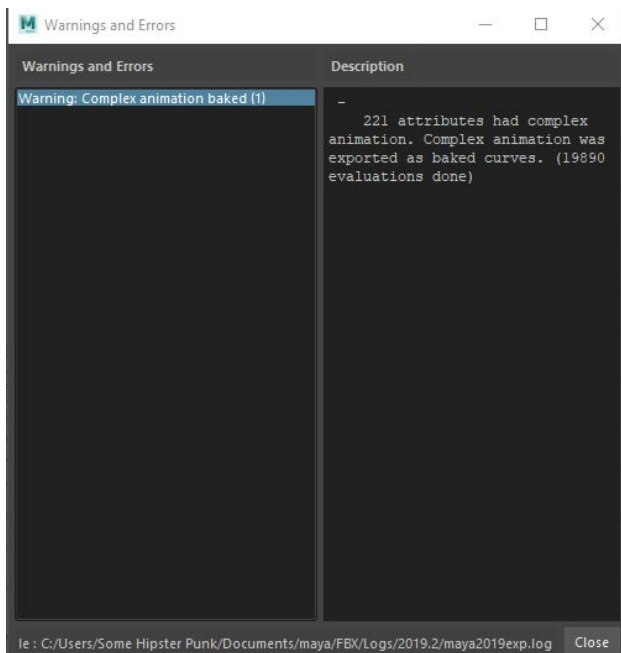 Warnings and Errors
Warnings and Errors
Description
Warning: Complex animation baked (1)
-
221 attributes had complex
animation. Complex animation was
exported as baked curves. (19890
evaluations done)
le : C:/Users/Some Hipster Punk/Documents/maya/FBX/Logs/2019.2/maya2019exp.log
Close